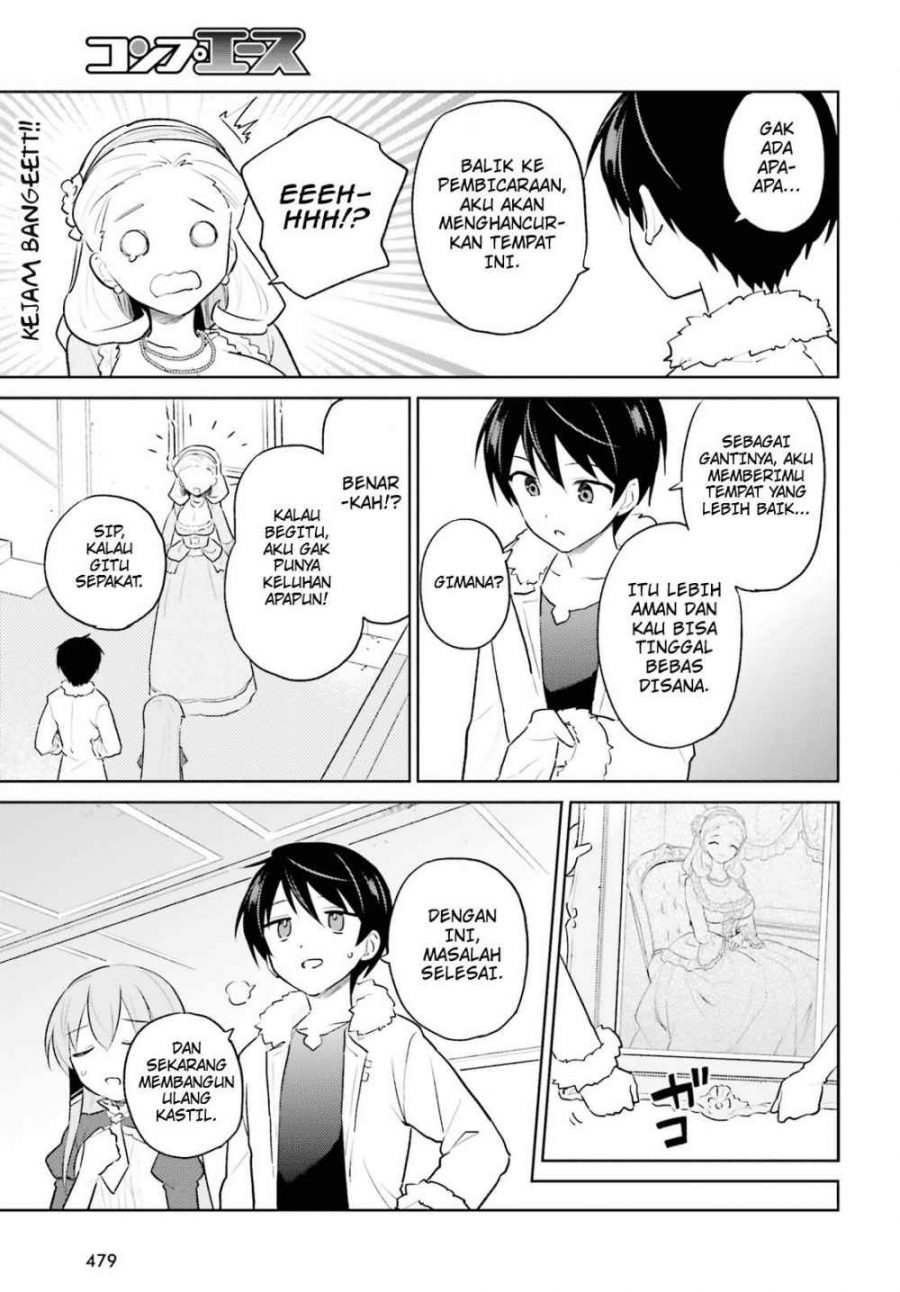 コンプ・エース
GAK
ADA
APA-
APA...
BALIK KE
PEMBICARAAN,
AKU AKAN
MENGHANCUR-
KAN TEMPAT
INI.
EEEH-
HHH!?
KEJAM BANGEETT!!
SEBAGAI
GANTINYA, AKU
MEMBERIMU
TEMPAT YANG
LEBIH BAIK...
ITU LEBIH
AMAN DAN
KAU BISA
TINGGAL
BEBAS
DISANA.
GIMANA?
BENAR
-KAH!?
KALAU
BEGITU,
AKU GAK
PUNYA
KELUHAN
APAPUN!
SIP,
KALAU
GITU
SEPAKAT.
ガコ
DENGAN
INI,
MASALAH
SELESAI.
DAN
SEKARANG
MEMBANGUN
ULANG
KASTIL.
479